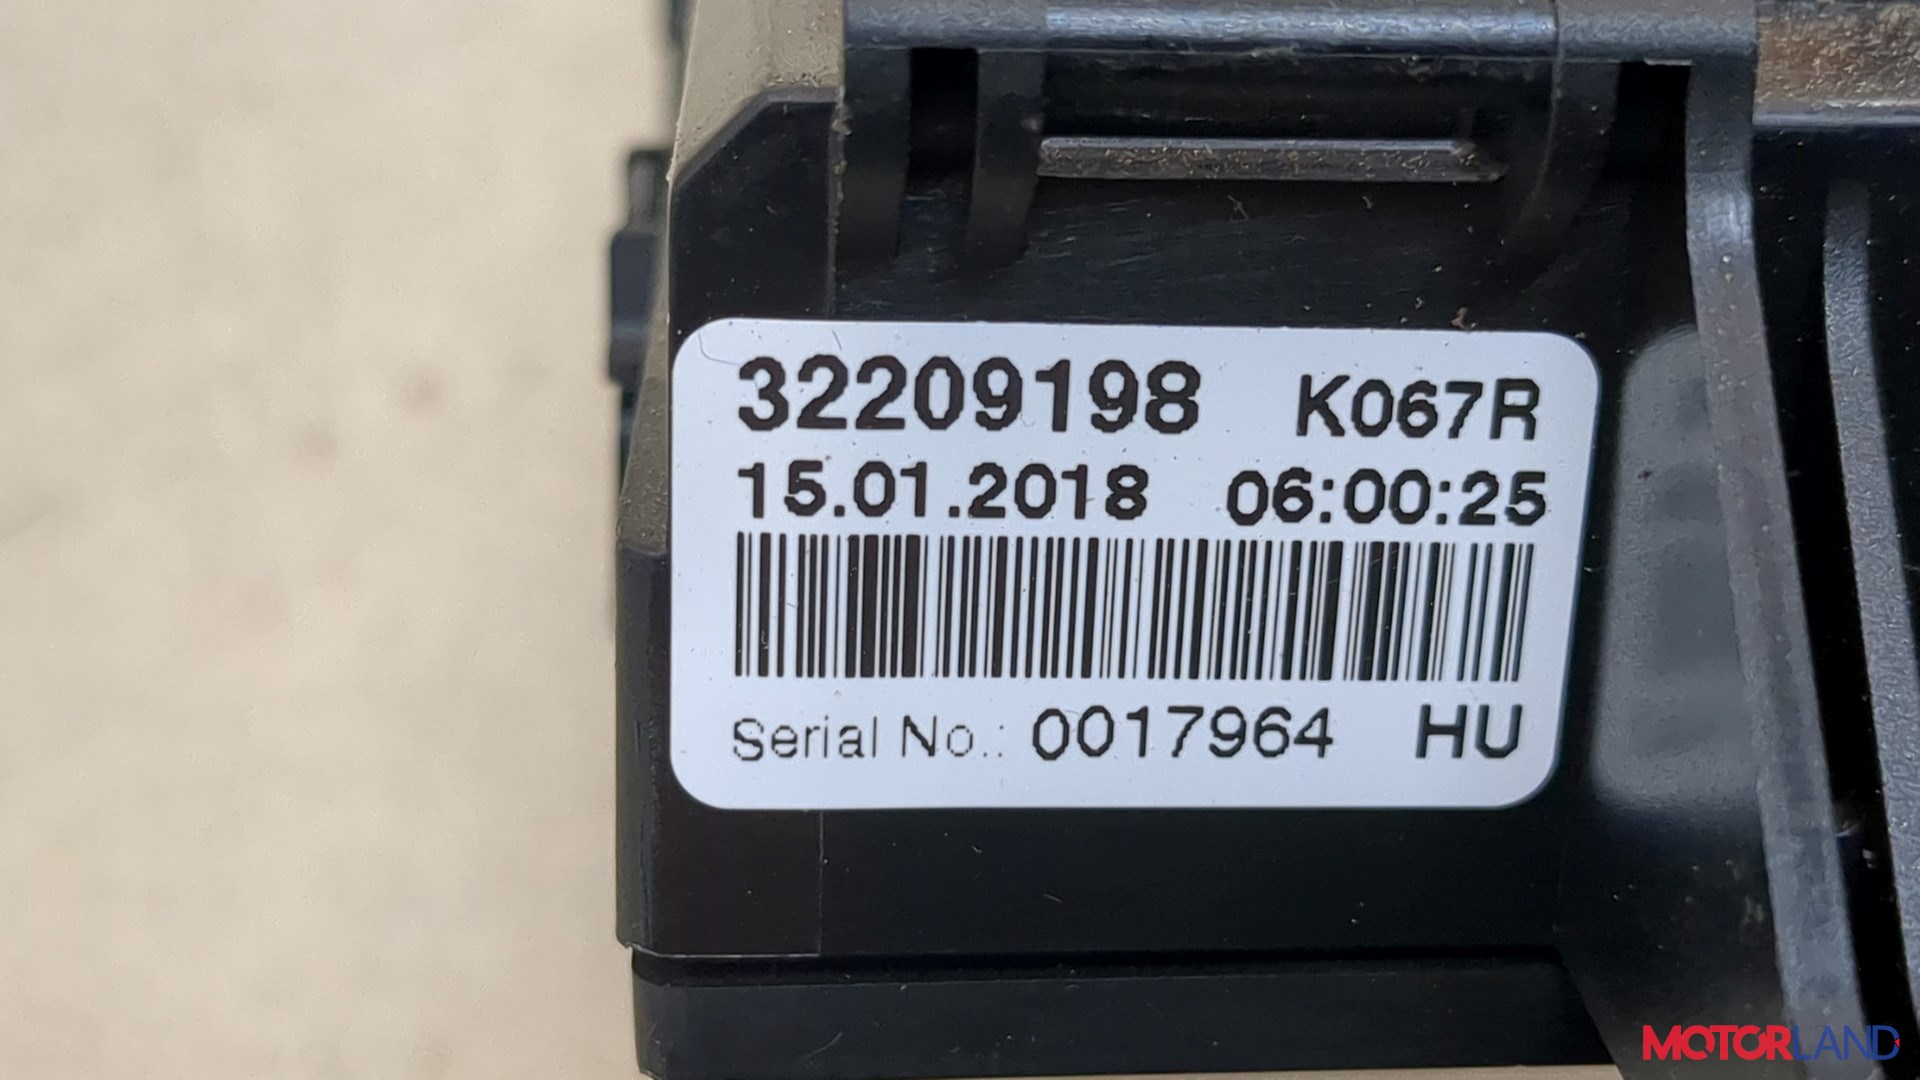 32209198 K067R
15.01.2018 06:00:25
Serial No.: 0017964 HU
MOTORLAND